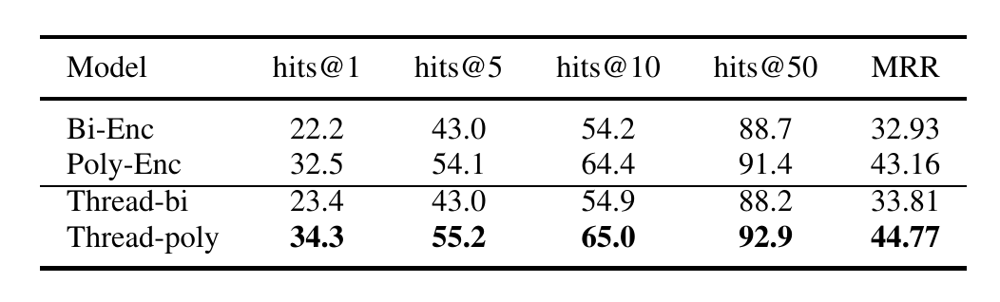 Model hits@1 hits@5 hits@10 hits@50 MRR
Bi-Enc 22.2 43.0 54.2 88.7 32.93
Poly-Enc 32.5 54.1 64.4 91.4 43.16
Thread-bi 23.4 43.0 54.9 88.2 33.81
Thread-poly 34.3 55.2 65.0 92.9 44.77